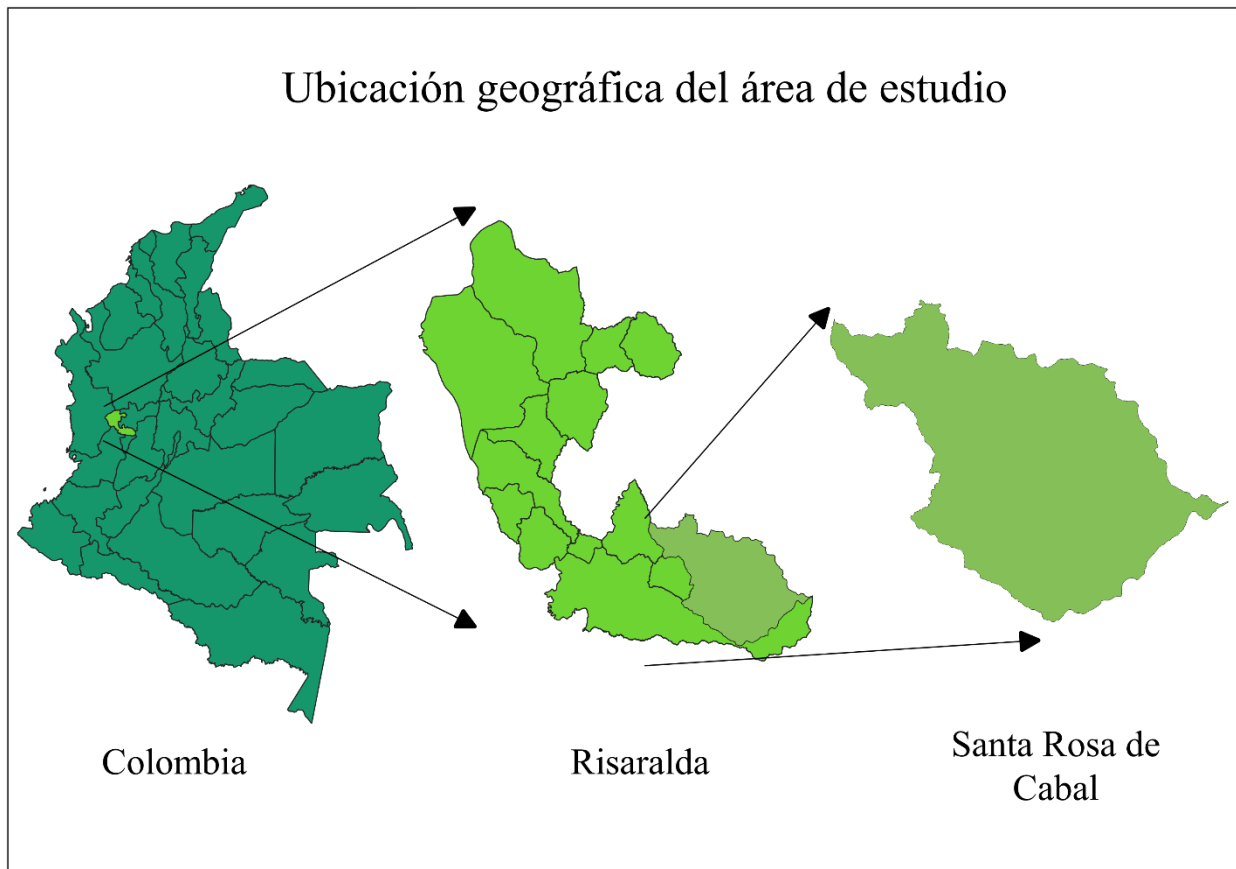 Ubicación geográfica del área de estudio
Colombia
Risaralda
Santa Rosa de
Cabal